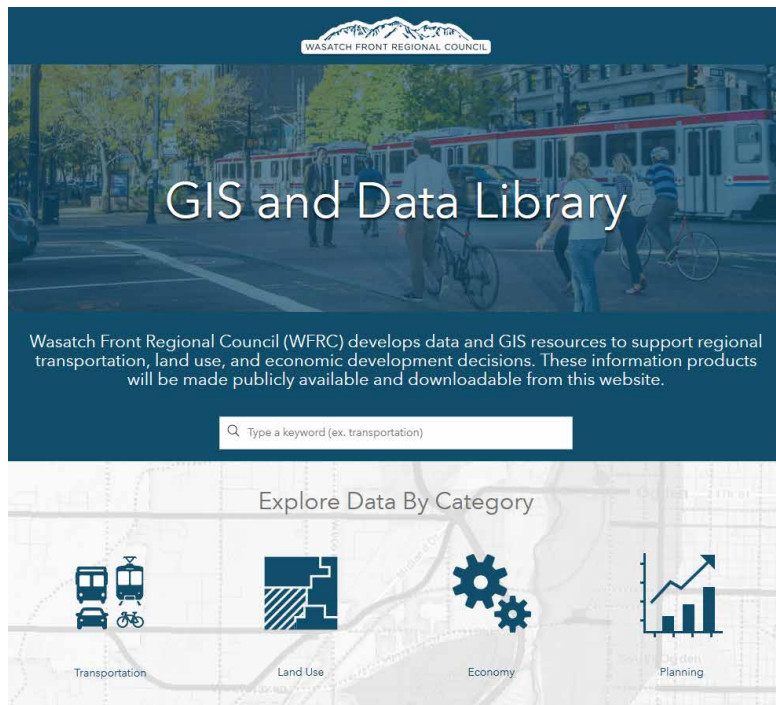 WASATCH FRONT REGIONAL COUNCIL
GIS and Data Library
Wasatch Front Regional Council (WFRC) develops data and GIS resources to support regional
transportation, land use, and economic development decisions. These information products
will be made publicly available and downloadable from this website.
Type a keyword (ex. transportation)
Explore Data By Category
Transportation
Land Use
Economy
Planning